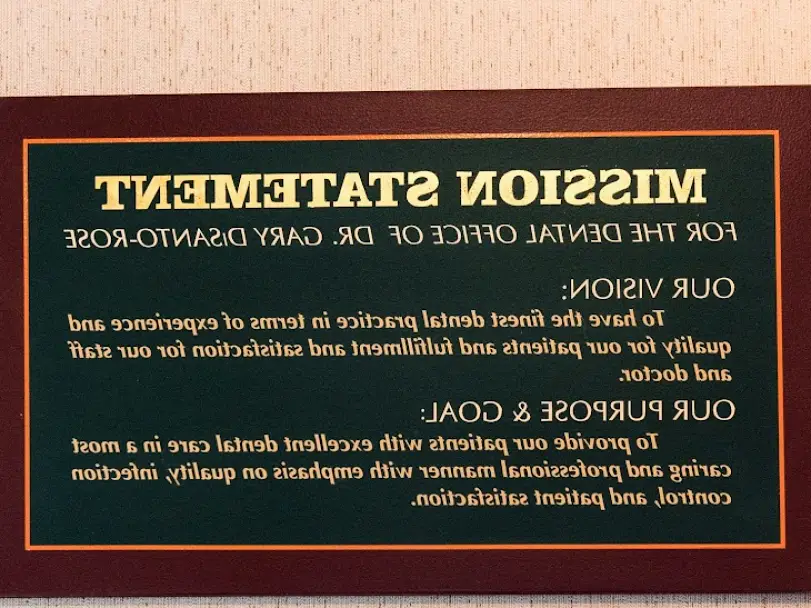 MISSION STATEMENT
FOR THE DENTAL OFFICE OF DR. GARY DiSANTO-ROSE
OUR VISION:
To have the finest dental practice in terms of experience and
quality for our patients and fulfillment and satisfaction for our staff
and doctor.
OUR PURPOSE & GOAL:
To provide our patients with excellent dental care in a most
caring and professional manner with emphasis on quality, infection
control, and patient satisfaction.